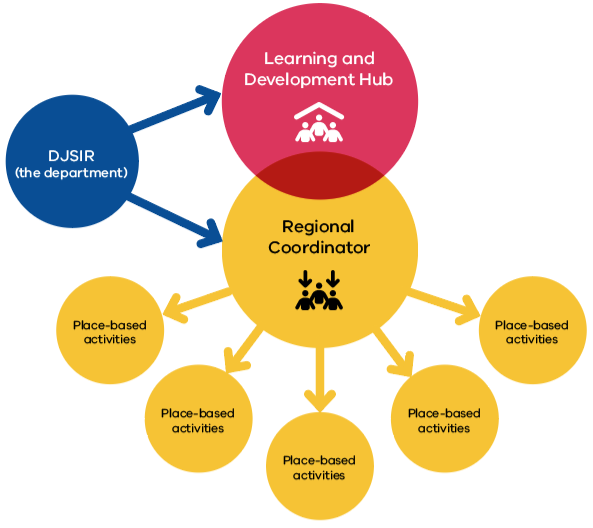 Learning and
Development Hub
DJSIR
(the department)
Regional
Coordinator
Place-based
activities
Place-based
activities
Place-based
activities
Place-based
activities
Place-based
activities